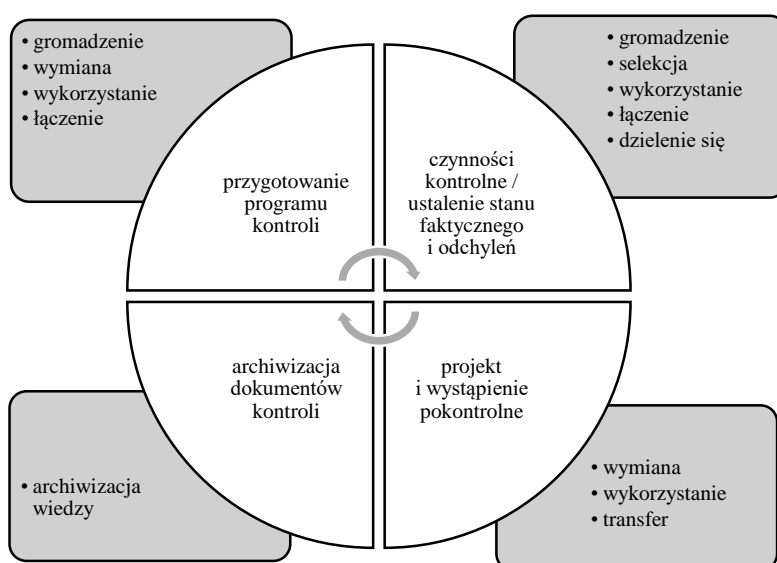 • gromadzenie
• wymiana
• wykorzystanie
• łączenie
• gromadzenie
• selekcja
• wykorzystanie
• łączenie
• dzielenie się
przygotowanie
programu
kontroli
czynności
kontrolne /
ustalenie stanu
faktycznego
i odchyleń
archiwizacja
dokumentów
kontroli
projekt
i wystąpienie
pokontrolne
• archiwizacja
wiedzy
• wymiana
• wykorzystanie
• transfer